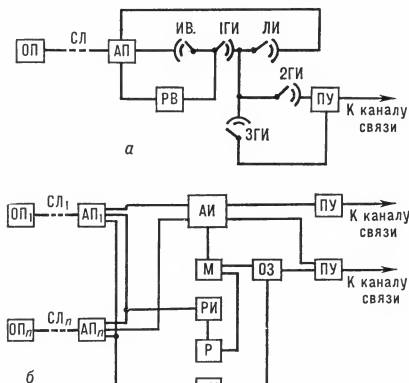 ОП
СЛ
АП
ИВ.
IГИ
ЛИ
РВ
2ГИ
ПУ
К каналу
связи
3ГИ
а
ОП₁
СЛ₁
АП₁
АИ
ПУ
К каналу
связи
М
ОЗ
ПУ
К каналу
связи
РИ
ОПп
СЛп
АПп
Р
б